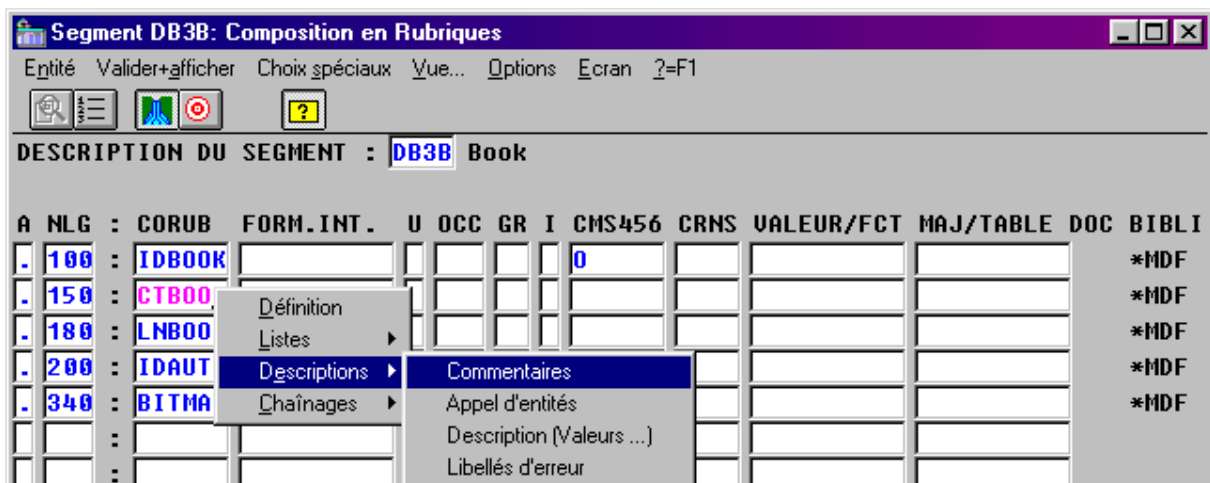 Segment DB3B: Composition en Rubriques
Entité Valider+afficher Choix spéciaux Vue... Options Ecran ?=F1
DESCRIPTION DU SEGMENT : DB3B Book
A NLG : CORUB FORM.INT. U OCC GR I CMS456 CRNS VALEUR/FCT MAJ/TABLE DOC BIBLI
. 100 : IDBOOK O *MDF
. 150 : CTBOO *MDF
. 180 : LNBOO *MDF
. 200 : IDAUT *MDF
. 340 : BITMA *MDF
:
:
Définition
Listes
Descriptions
Chaînages
Commentaires
Appel d'entités
Description (Valeurs ...)
Libellés d'erreur